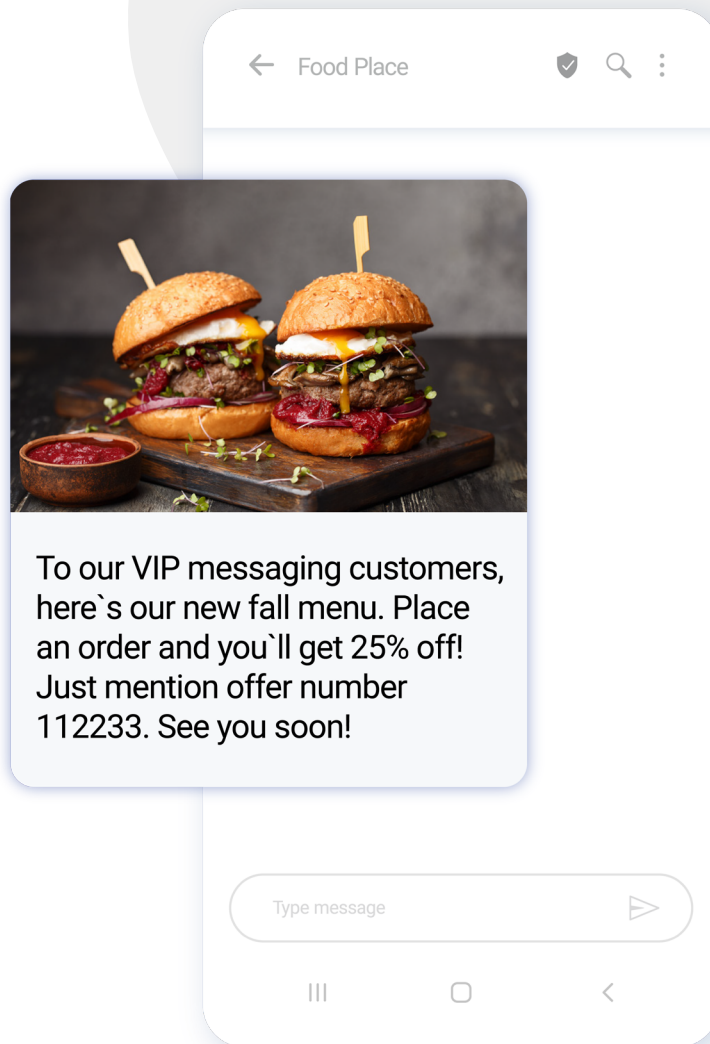 Food Place
To our VIP messaging customers,
here`s our new fall menu. Place
an order and you`ll get 25% off!
Just mention offer number
112233. See you soon!
Type message